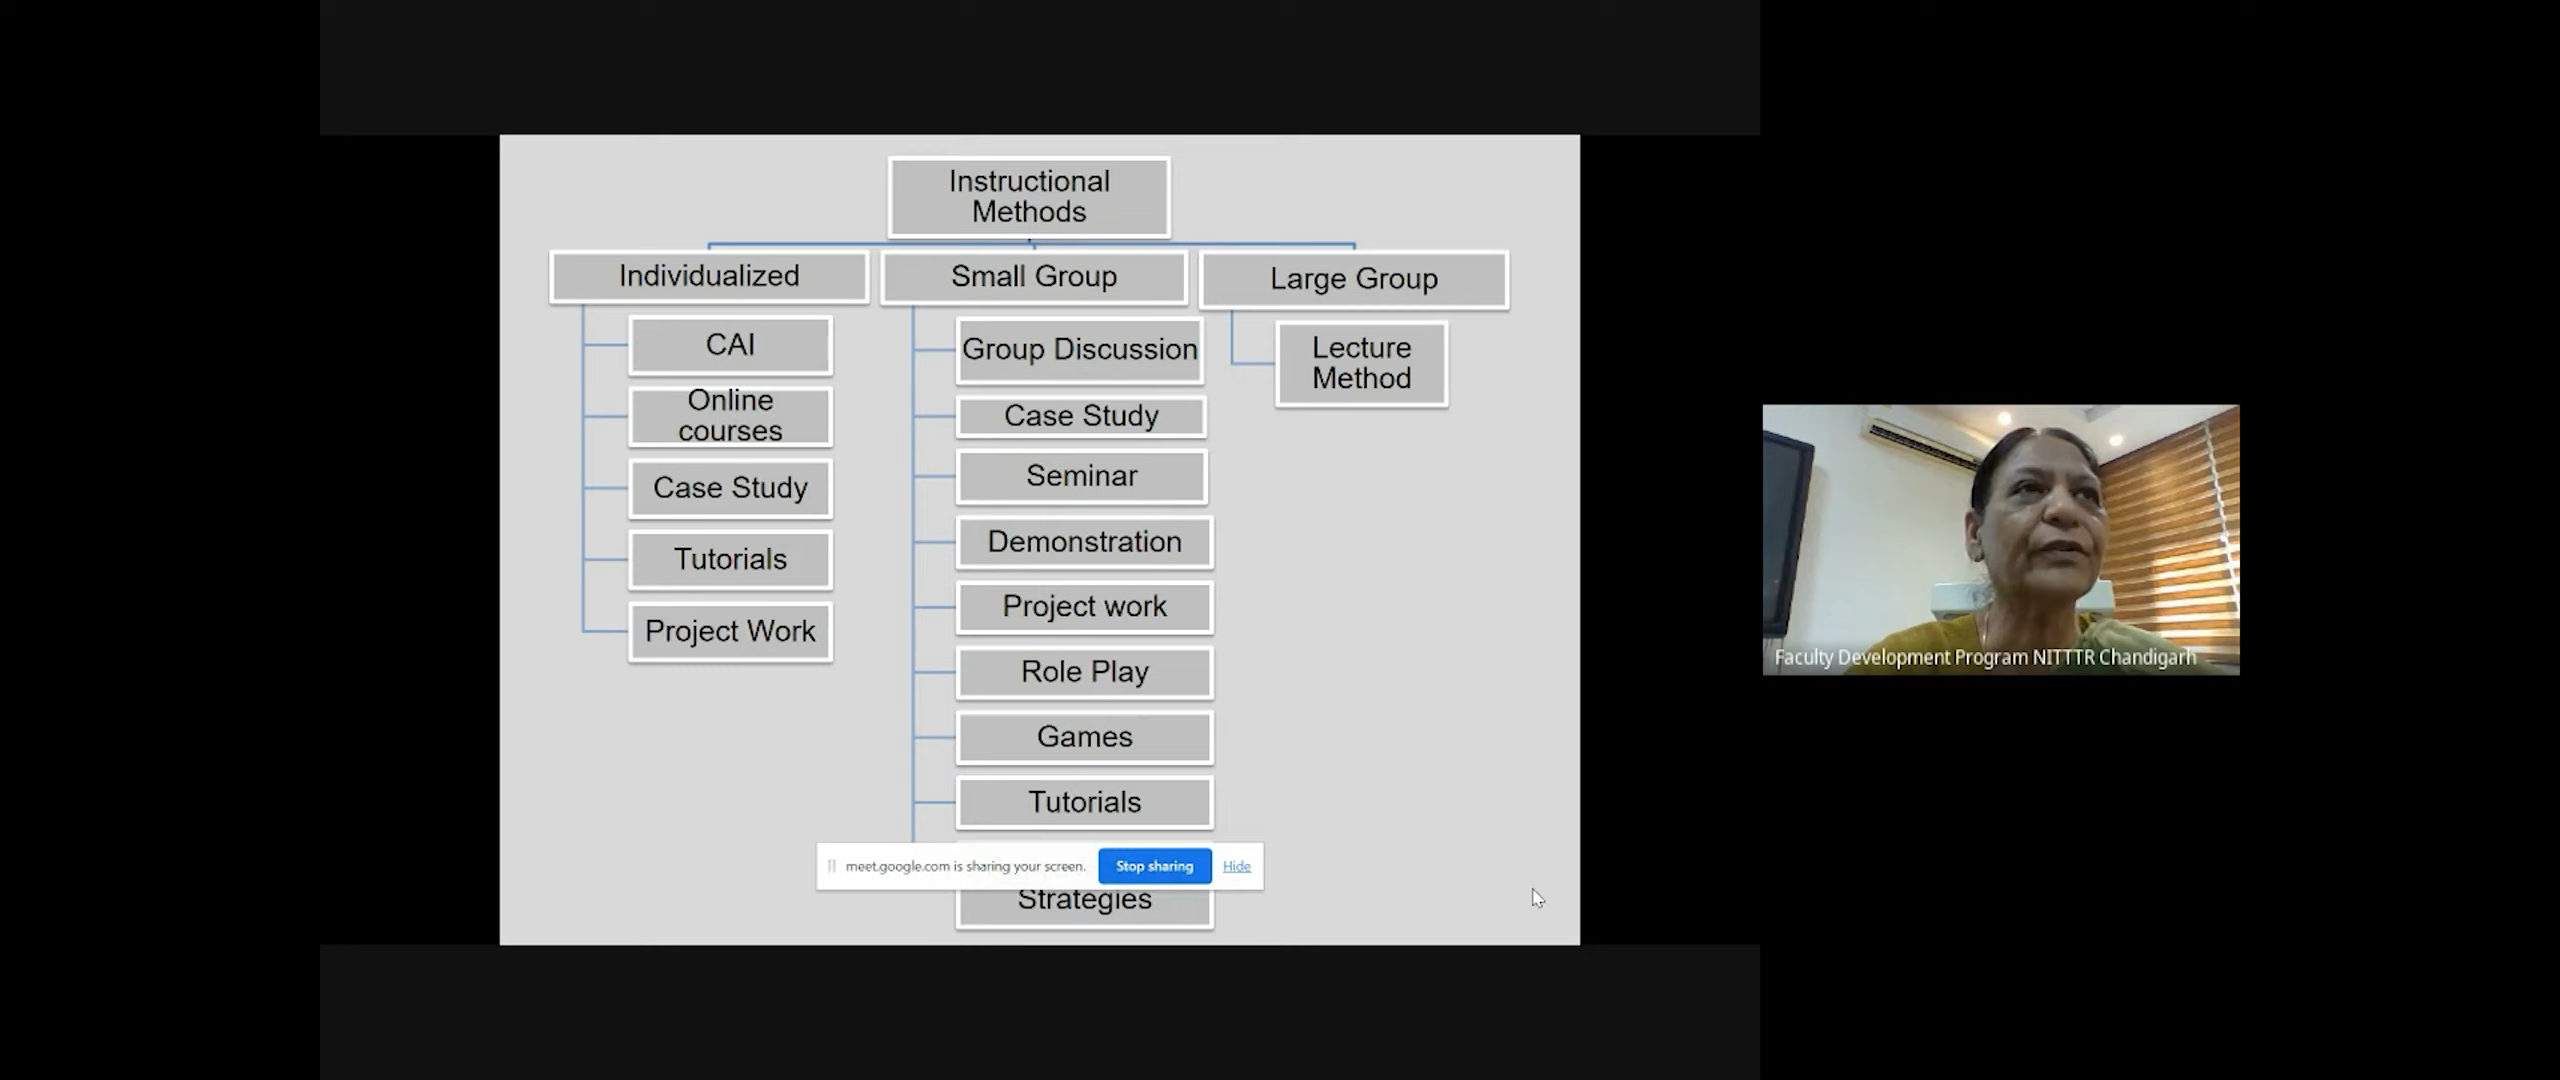 Instructional
Methods
Individualized
Small Group
Large Group
CAI
Online
courses
Case Study
Tutorials
Project Work
Group Discussion
Case Study
Seminar
Demonstration
Project work
Role Play
Games
Tutorials
Strategies
Lecture
Method
meet.google.com is sharing your screen.
Stop sharing
Hide
Faculty Development Program NITTTR Chandigarh